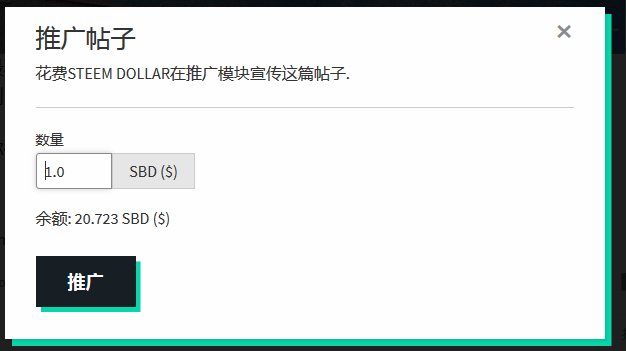 推广帖子
×
花费STEEM DOLLAR在推广模块宣传这篇帖子.
数量
1.0 SBD ($)
余额: 20.723 SBD ($)
推广